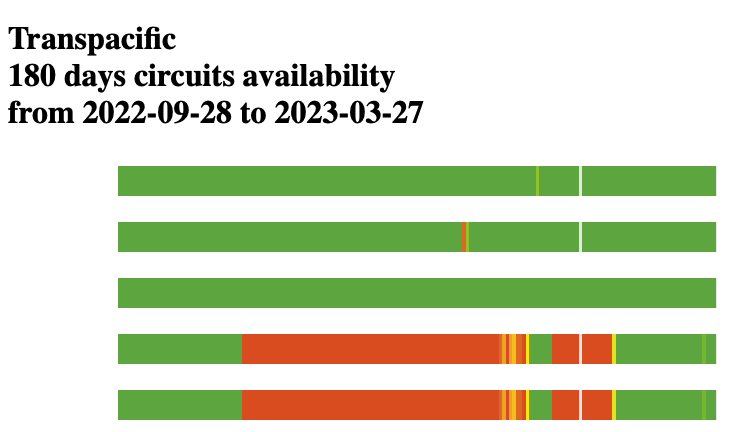 Transpacific
180 days circuits availability
from 2022-09-28 to 2023-03-27